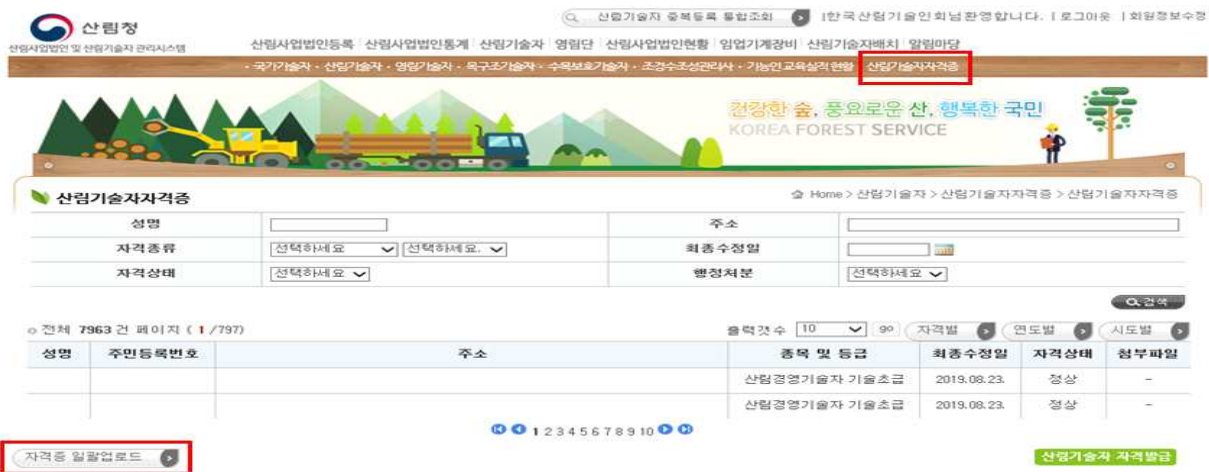 산림청
산림사업법인 및 산림기술자 관리시스템
산림기술자 중복등록 통합조회 |한국산림기술인회님환영합니다. | 로그아웃 | 회원정보수정
산림사업법인등록 산림사업법인통계 산림기술자 영림단 산림사업법인현황 임업기계장비 산림기술자배치 알림마당
· 국가기술자 · 산림기술자 · 영림기술자 · 목구조기술자 · 수목보호기술자 · 조경수조성관리사 · 기능인교육실적현황 · 산림기술자자격증
건강한 숲, 풍요로운 산, 행복한 국민
KOREA FOREST SERVICE
산림기술자자격증
Home > 산림기술자 > 산림기술자자격증 > 산림기술자자격증
성명 주소
자격종류 선택하세요 선택하세요. 최종수정일
자격상태 선택하세요 행정처분 선택하세요
검색
전체 7963 건 페이지 ( 1 /797)
출력갯수 10 go 자격별 연도별 시도별
성명 주민등록번호 주소 종목 및 등급 최종수정일 자격상태 첨부파일
산림경영기술자 기술초급 2019.08.23. 정상 -
산림경영기술자 기술초급 2019.08.23. 정상 -
1 2 3 4 5 6 7 8 9 10
자격증 일괄업로드
산림기술자 자격발급